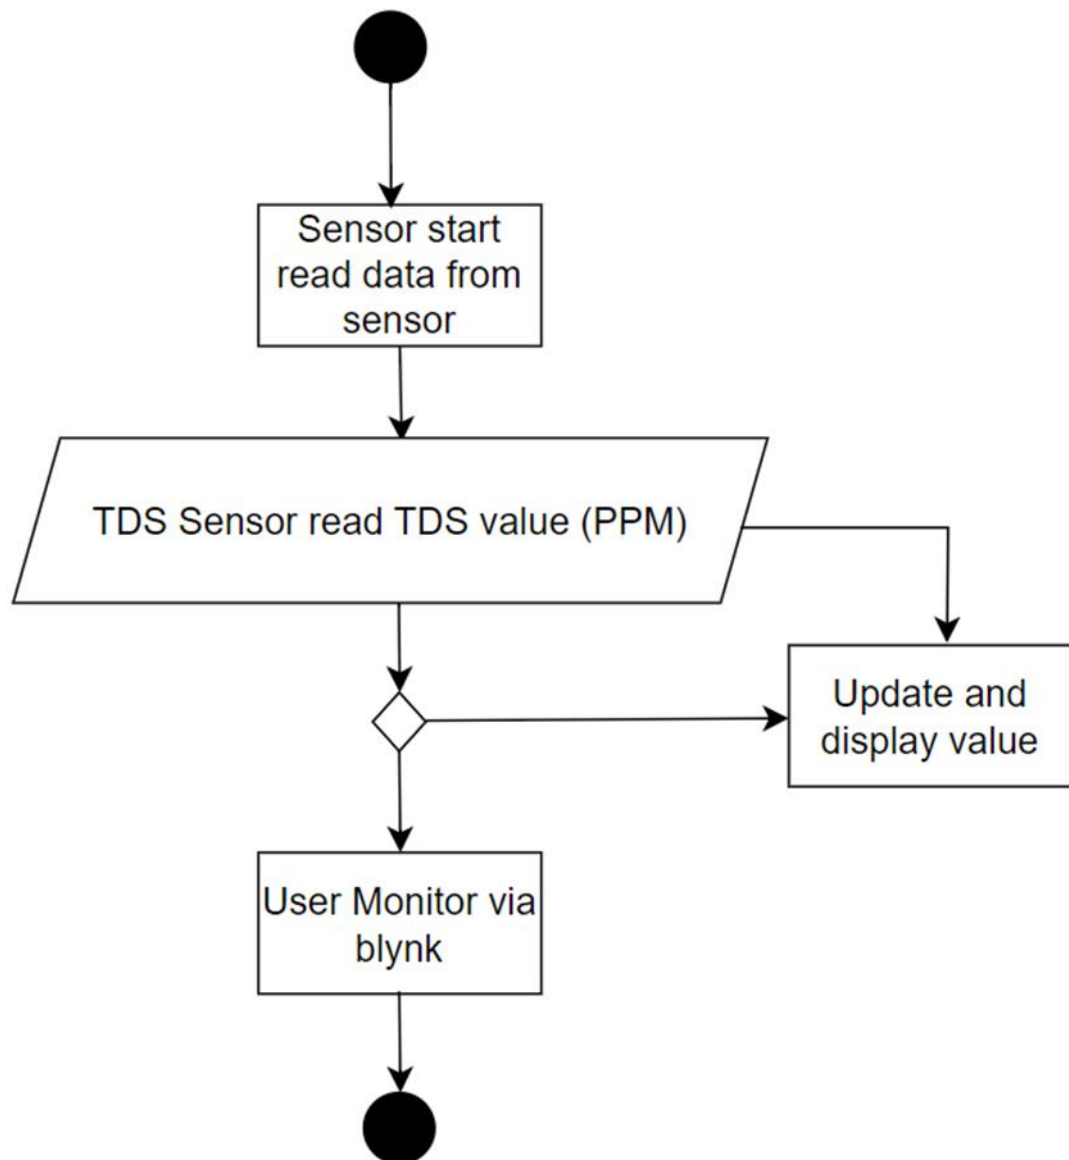 Sensor start
read data from
sensor
TDS Sensor read TDS value (PPM)
Update and
display value
User Monitor via
blynk